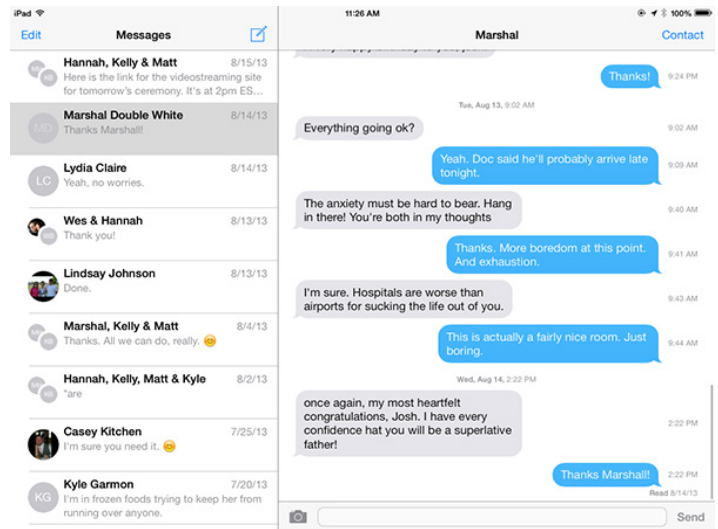 iPad
11:26 AM
100%
Edit
Messages
Hannah, Kelly & Matt
8/15/13
Here is the link for the videostreaming site
for tomorrow's ceremony. It's at 2pm ES...
Marshal Double White
8/14/13
Thanks Marshall!
MD
Lydia Claire
8/14/13
Yeah, no worries.
LC
Wes & Hannah
8/13/13
Thank you!
Lindsay Johnson
8/13/13
Done.
Marshal, Kelly & Matt
8/4/13
Thanks. All we can do, really. 😊
Hannah, Kelly, Matt & Kyle
8/2/13
*are
Casey Kitchen
7/25/13
I'm sure you need it. 😊
Kyle Garmon
7/20/13
KG
I'm in frozen foods trying to keep her from
running over anyone.
Marshal
Contact
Thanks!
9:24 PM
Tue, Aug 13, 9:02 AM
Everything going ok?
9:02 AM
Yeah. Doc said he'll probably arrive late
tonight.
9:09 AM
The anxiety must be hard to bear. Hang
in there! You're both in my thoughts
9:40 AM
Thanks. More boredom at this point.
And exhaustion.
9:41 AM
I'm sure. Hospitals are worse than
airports for sucking the life out of you.
9:43 AM
This is actually a fairly nice room. Just
boring.
9:44 AM
Wed, Aug 14, 2:22 PM
once again, my most heartfelt
congratulations, Josh. I have every
confidence hat you will be a superlative
father!
2:22 PM
Thanks Marshall!
2:22 PM
Read 8/14/13
Send